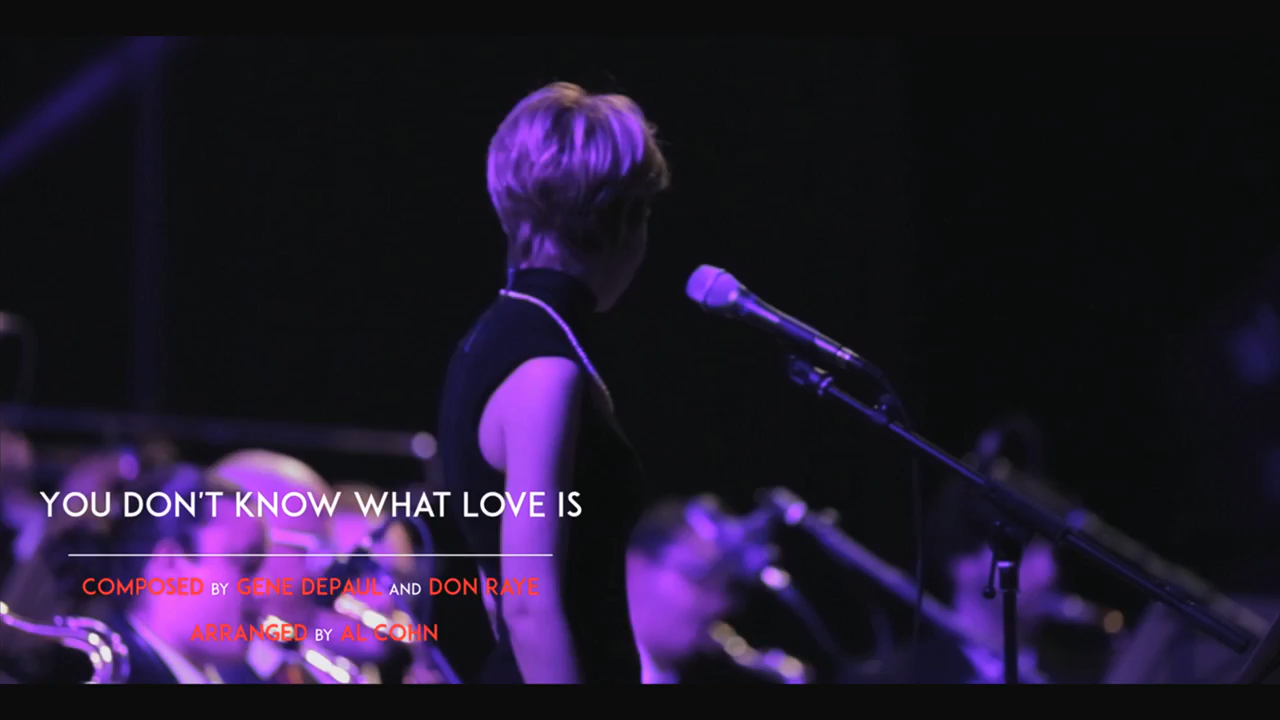 YOU DON'T KNOW WHAT LOVE IS
COMPOSED BY GENE DEPAUL AND DON RAYE
ARRANGED BY AL COHN